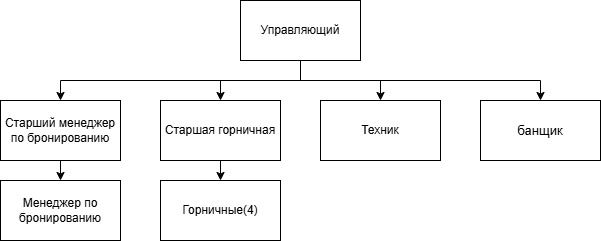 Управляющий
Старший менеджер
по бронированию
Старшая горничная
Техник
банщик
Менеджер по
бронированию
Горничные(4)